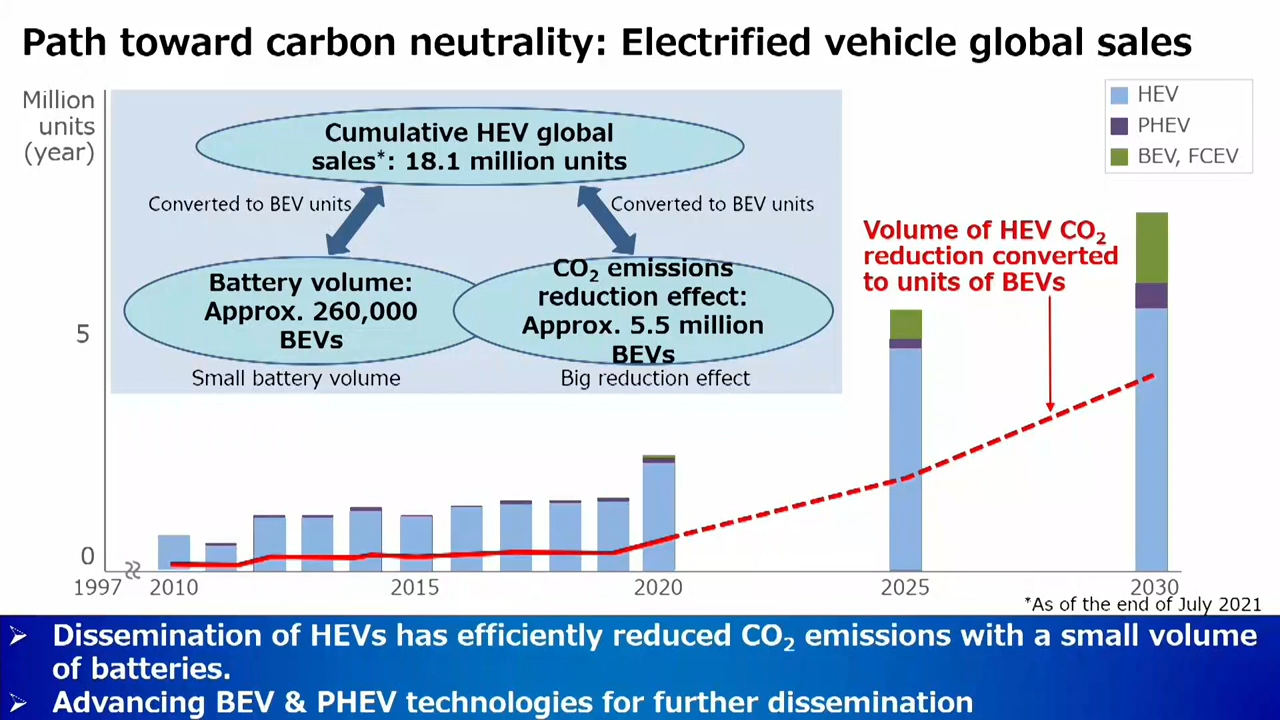 Path toward carbon neutrality: Electrified vehicle global sales
Million
units
(year)
HEV
PHEV
BEV, FCEV
Cumulative HEV global
sales*: 18.1 million units
Converted to BEV units
Converted to BEV units
Battery volume:
Approx. 260,000
BEVs
CO₂ emissions
reduction effect:
Approx. 5.5 million
BEVs
Small battery volume
Big reduction effect
Volume of HEV CO₂
reduction converted
to units of BEVs
5
0
1997
2010
2015
2020
2025
2030
*As of the end of July 2021
➢ Dissemination of HEVs has efficiently reduced CO₂ emissions with a small volume
of batteries.
➢ Advancing BEV & PHEV technologies for further dissemination